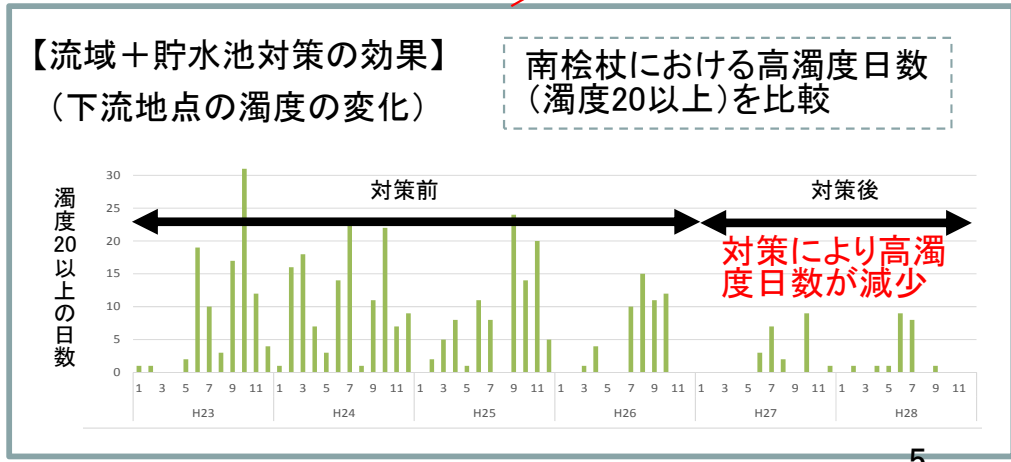 【流域＋貯水池対策の効果】
（下流地点の濁度の変化）
南桧杖における高濁度日数
（濁度20以上）を比較
濁度20以上の日数
30
25
20
15
10
5
0
対策前
対策後
対策により高濁
度日数が減少
1 3 5 7 9 11 1 3 5 7 9 11 1 3 5 7 9 11 1 3 5 7 9 11 1 3 5 7 9 11 1 3 5 7 9 11
H23 H24 H25 H26 H27 H28
5